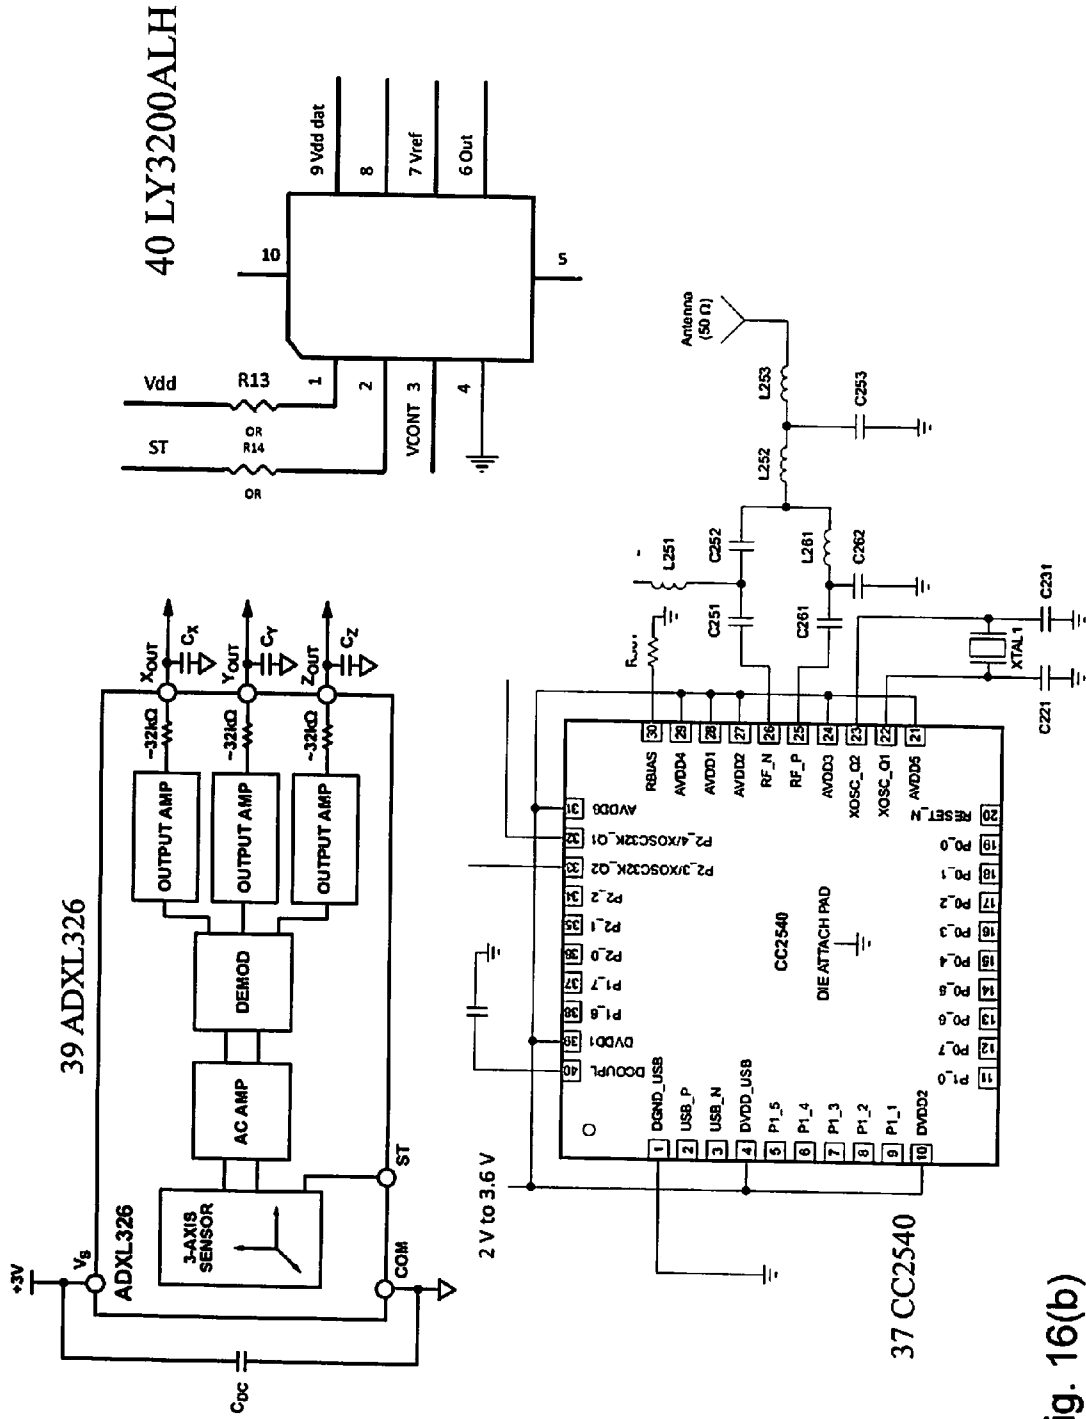 40 LY3200ALH
Vdd
R13
OR
ST
R14
OR
VCONT 3
1
2
4
10
5
9 Vdd dat
8
7 Vref
6 Out
39 ADXL326
+3V
VS
ADXL326
3-AXIS
SENSOR
AC AMP
DEMOD
OUTPUT AMP
OUTPUT AMP
OUTPUT AMP
~32kΩ
~32kΩ
~32kΩ
XOUT
YOUT
ZOUT
CX
CY
CZ
COM
ST
CDC
2 V to 3.6 V
37 CC2540
CC2540
DIE ATTACH PAD
1 DGND_USB
2 USB_P
3 USB_N
4 DVDD_USB
5 P1_5
6 P1_4
7 P1_3
8 P1_2
9 P1_1
10 DVDD2
11 P1_0
12 P0_7
13 P0_6
14 P0_5
15 P0_4
16 P0_3
17 P0_2
18 P0_1
19 P0_0
20 RESET_N
AVDD5 21
XOSC_Q1 22
XOSC_Q2 23
AVDD3 24
RF_P 25
RF_N 26
AVDD2 27
AVDD1 28
AVDD4 29
RBIAS 30
31 AVDD6
32 P2_4/XOSC32K_Q1
33 P2_3/XOSC32K_Q2
34 P2_2
35 P2_1
36 P2_0
37 P1_7
38 P1_6
39 DVDD1
40 DCOUPL
L251
C251
C252
C261
L261
C262
L252
L253
C253
Antenna
(50 Ω)
XTAL1
C221
C231
ig. 16(b)